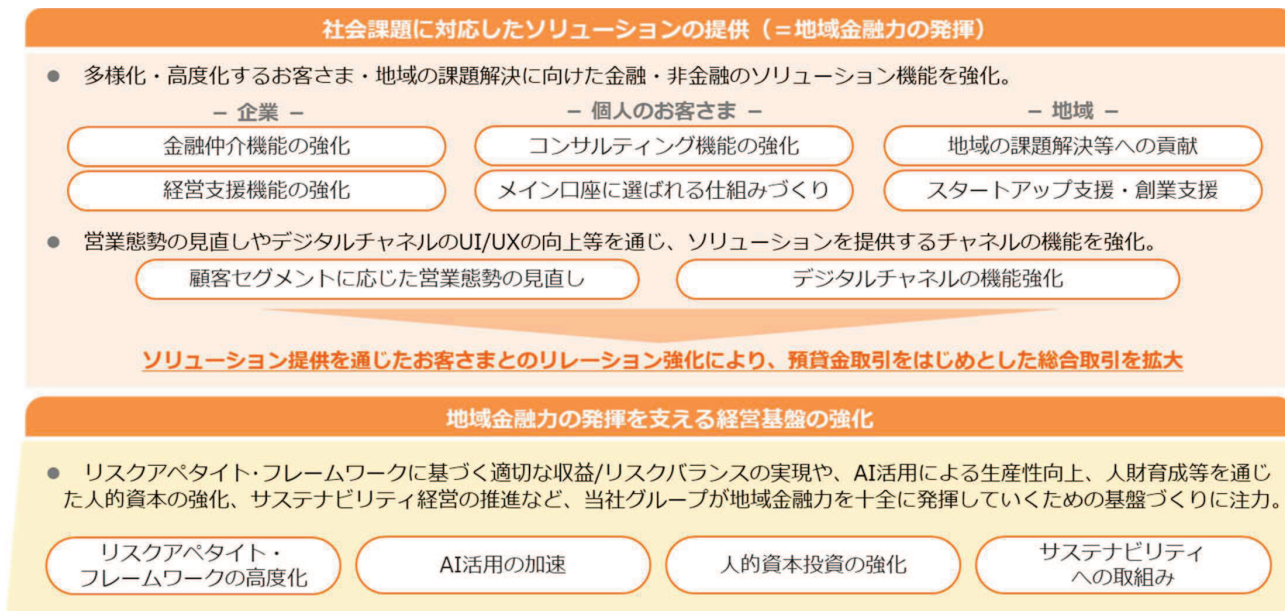 社会課題に対応したソリューションの提供（＝地域金融力の発揮）
● 多様化・高度化するお客さま・地域の課題解決に向けた金融・非金融のソリューション機能を強化。
－ 企業 －
－ 個人のお客さま －
－ 地域 －
金融仲介機能の強化
コンサルティング機能の強化
地域の課題解決等への貢献
経営支援機能の強化
メイン口座に選ばれる仕組みづくり
スタートアップ支援・創業支援
● 営業態勢の見直しやデジタルチャネルのUI/UXの向上等を通じ、ソリューションを提供するチャネルの機能を強化。
顧客セグメントに応じた営業態勢の見直し
デジタルチャネルの機能強化
ソリューション提供を通じたお客さまとのリレーション強化により、預貸金取引をはじめとした総合取引を拡大
地域金融力の発揮を支える経営基盤の強化
● リスクアペタイト・フレームワークに基づく適切な収益/リスクバランスの実現や、AI活用による生産性向上、人財育成等を通じ
た人的資本の強化、サステナビリティ経営の推進など、当社グループが地域金融力を十全に発揮していくための基盤づくりに注力。
リスクアペタイト・
フレームワークの高度化
AI活用の加速
人的資本投資の強化
サステナビリティ
への取組み